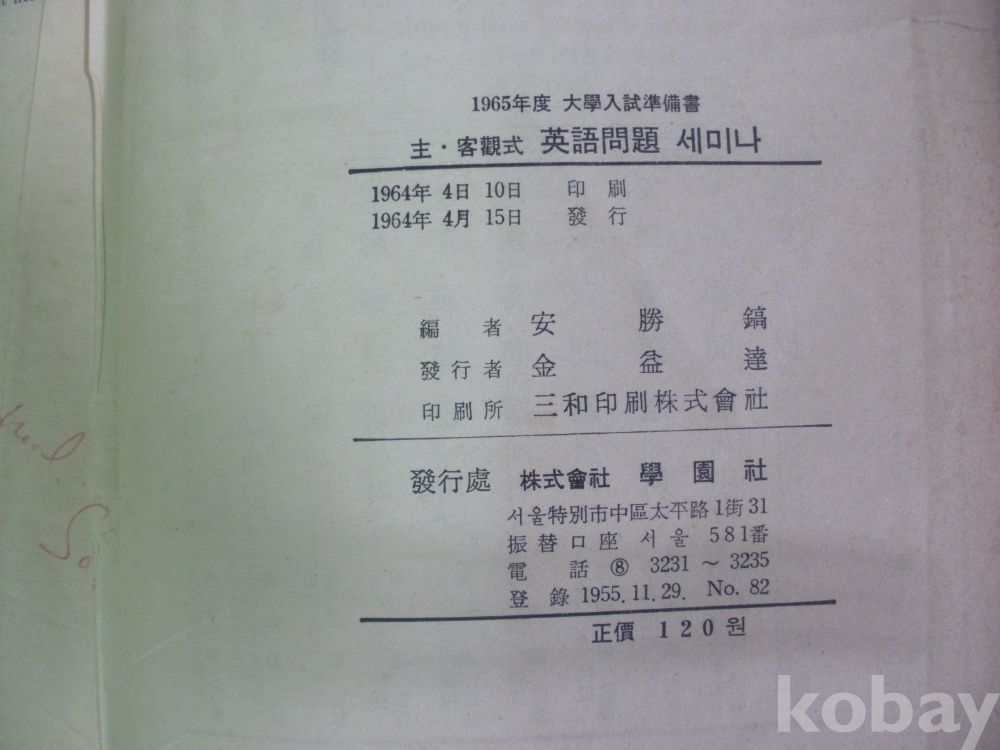 1965年度 大學入試準備書
主·客觀式 英語問題 세미나
1964年 4日 10日 印刷
1964年 4月 15日 發行
編者 安勝鎬
發行者 金益達
印刷所 三和印刷株式會社
發行處 株式會社 學園社
서울特別市中區太平路1街31
振替口座 서울 581番
電話 ⑧ 3231 ~ 3235
登錄 1955.11.29. No. 82
正價 120원
So
kobay